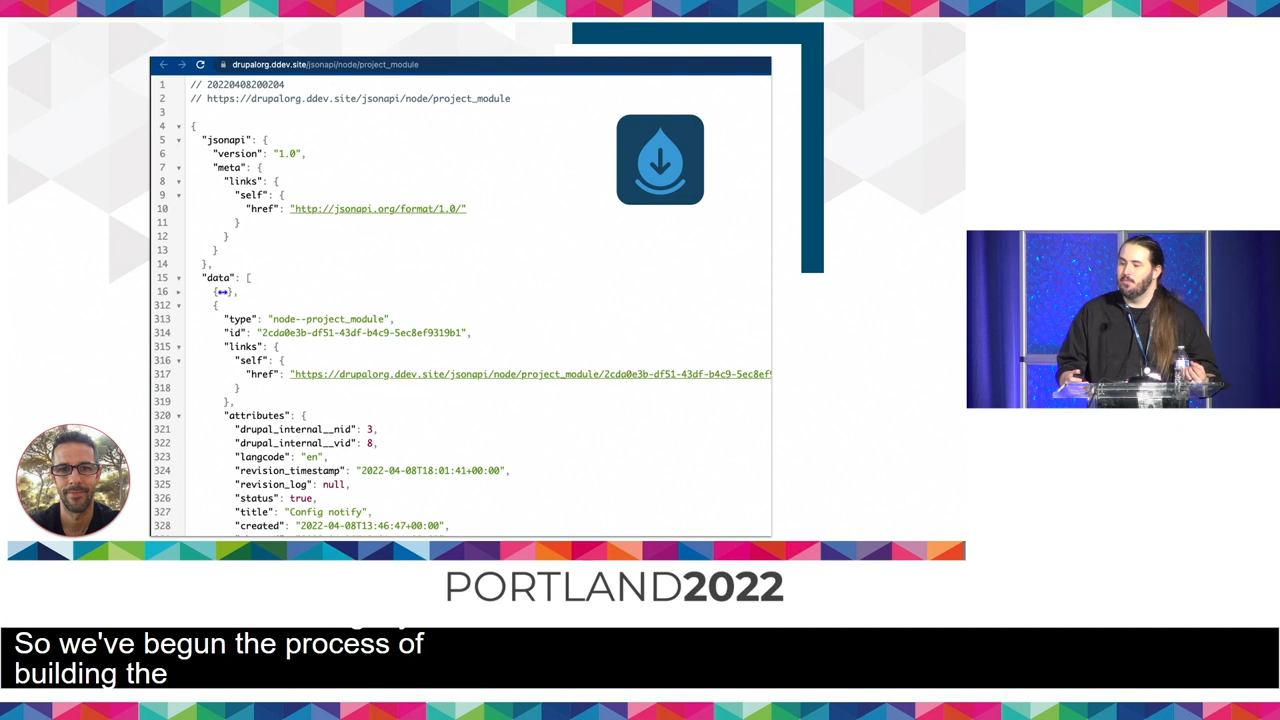 drupalorg.ddev.site/jsonapi/node/project_module
1 // 20220408200204
2 // https://drupalorg.ddev.site/jsonapi/node/project_module
3
4 {
5 "jsonapi": {
6 "version": "1.0",
7 "meta": {
8 "links": {
9 "self": {
10 "href": "http://jsonapi.org/format/1.0/"
11 }
12 }
13 }
14 },
15 "data": [
16 {↔},
312 {
313 "type": "node--project_module",
314 "id": "2cda0e3b-df51-43df-b4c9-5ec8ef9319b1",
315 "links": {
316 "self": {
317 "href": "https://drupalorg.ddev.site/jsonapi/node/project_module/2cda0e3b-df51-43df-b4c9-5ec8ef
318 }
319 },
320 "attributes": {
321 "drupal_internal__nid": 3,
322 "drupal_internal__vid": 8,
323 "langcode": "en",
324 "revision_timestamp": "2022-04-08T18:01:41+00:00",
325 "revision_log": null,
326 "status": true,
327 "title": "Config notify",
328 "created": "2022-04-08T13:46:47+00:00",
PORTLAND2022
So we've begun the process of
building the